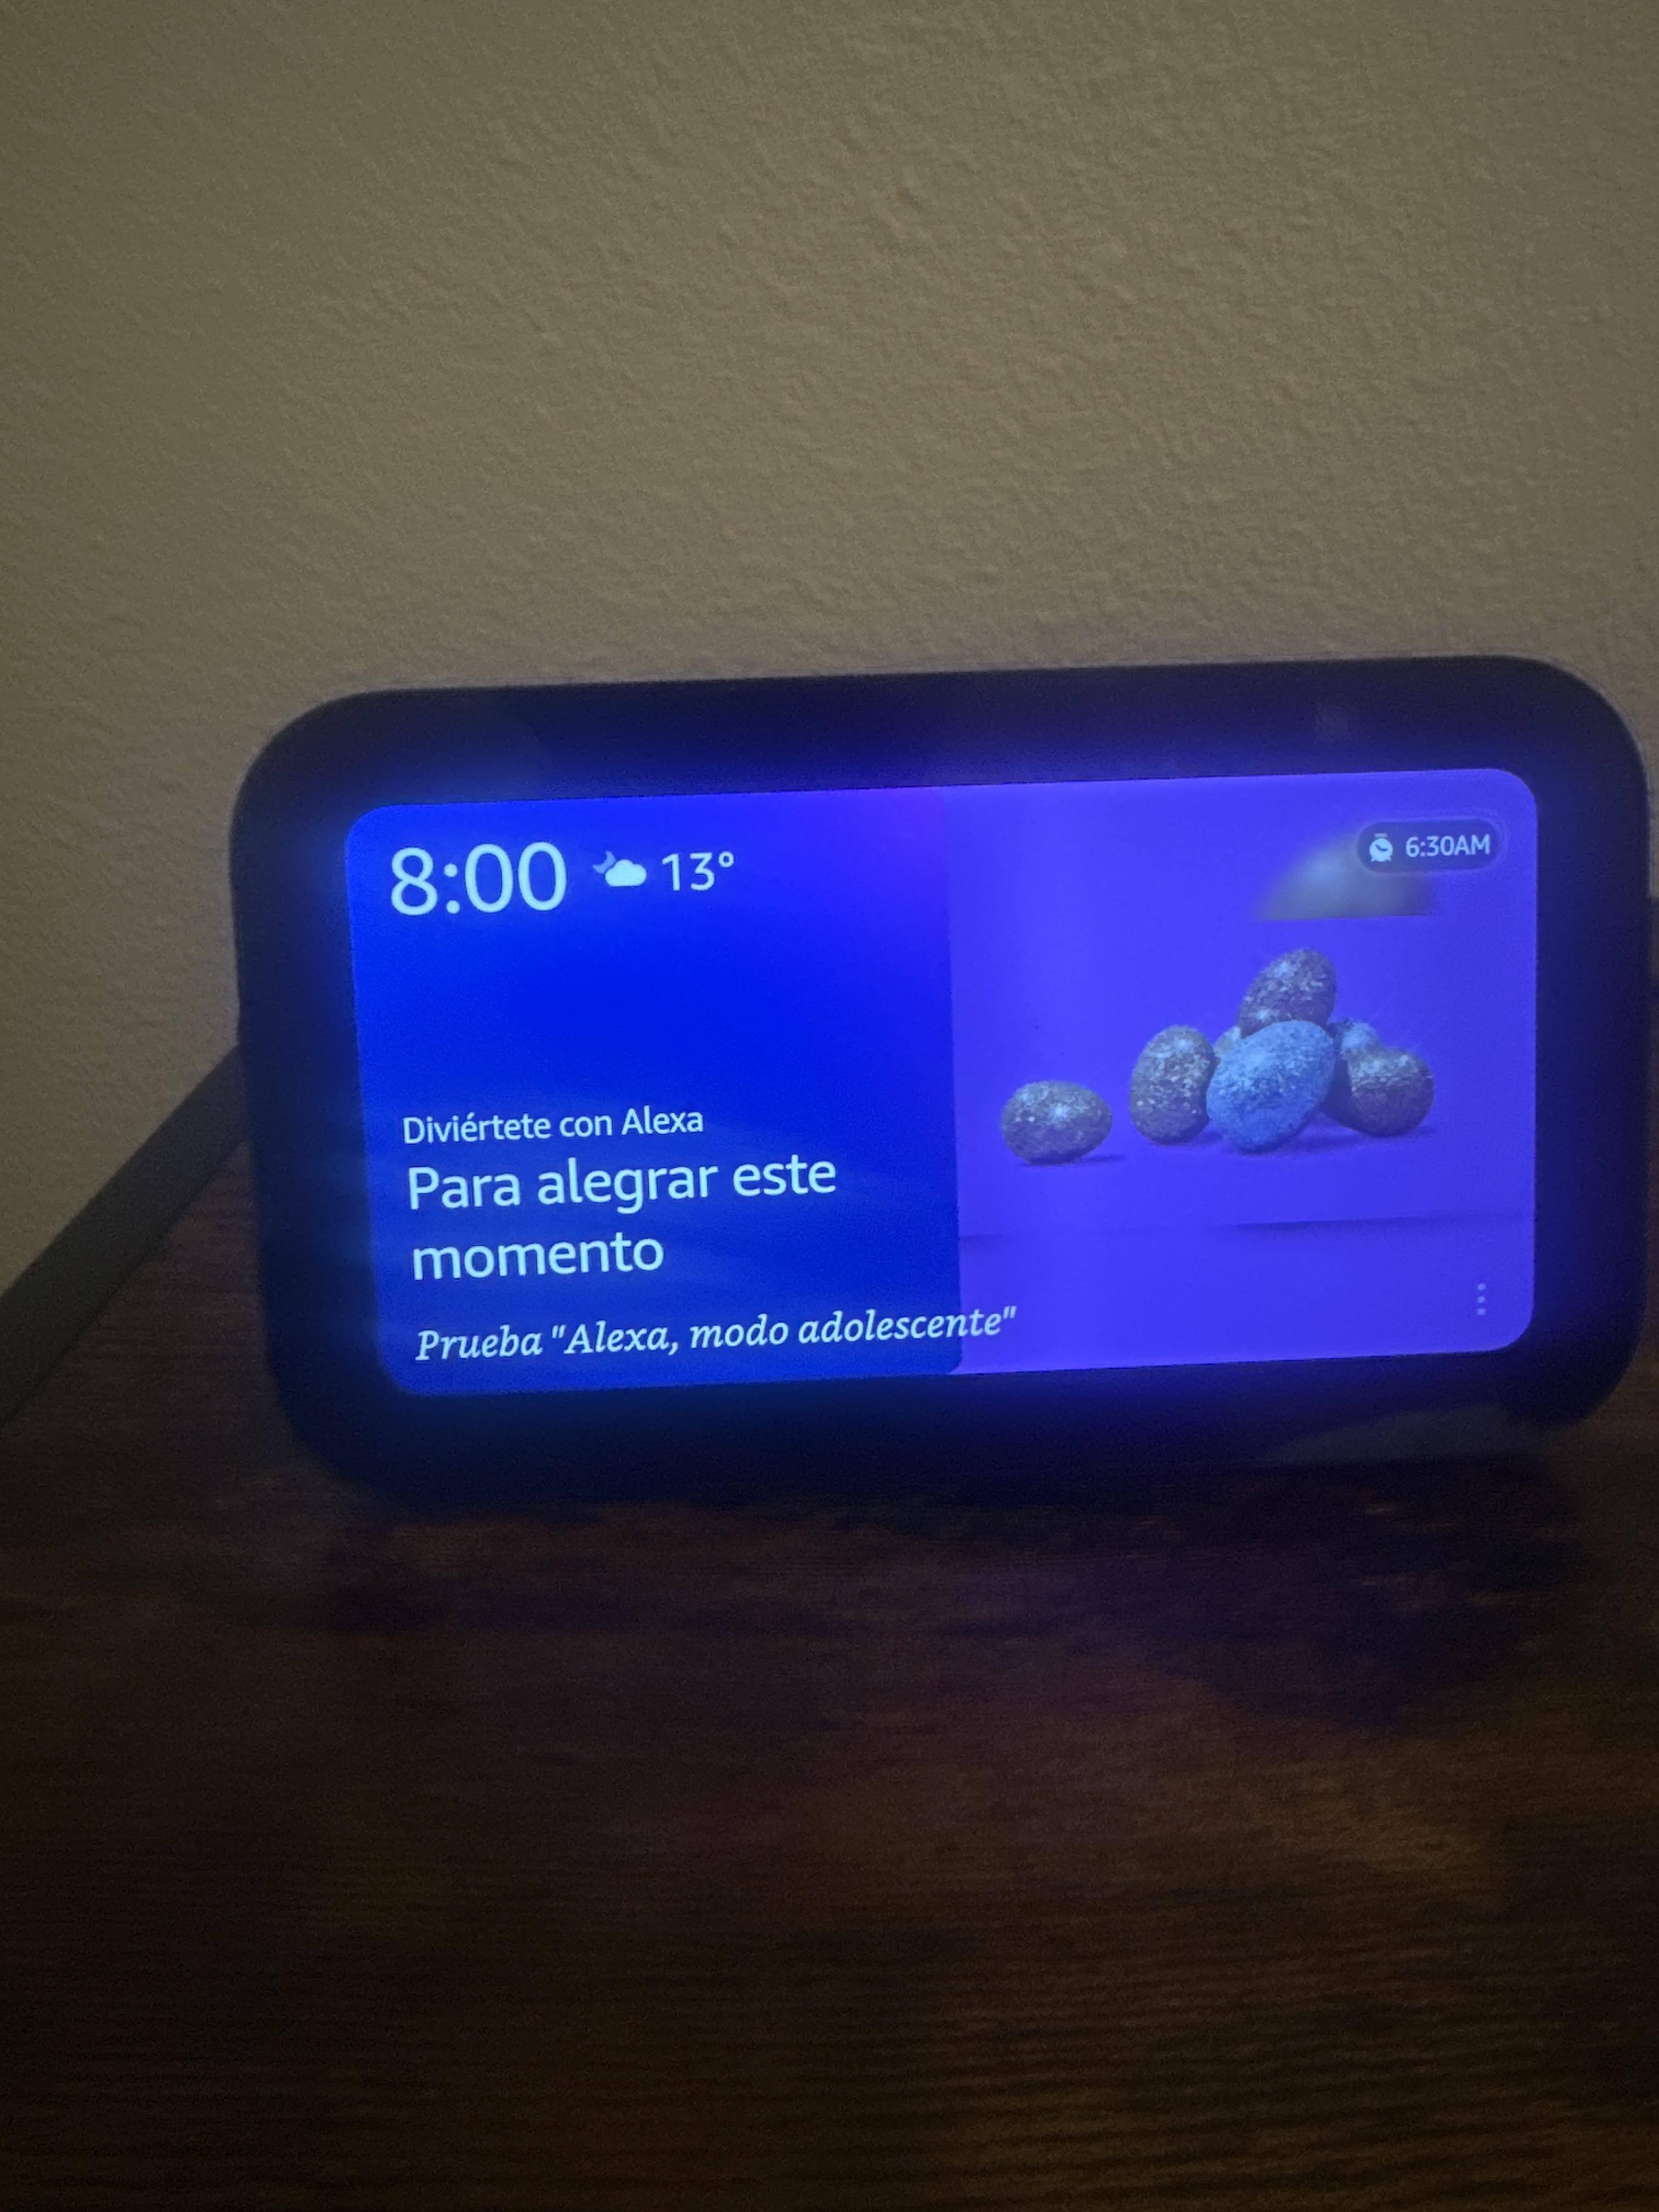 8:00 13°
6:30AM
Diviértete con Alexa
Para alegrar este
momento
Prueba "Alexa, modo adolescente"